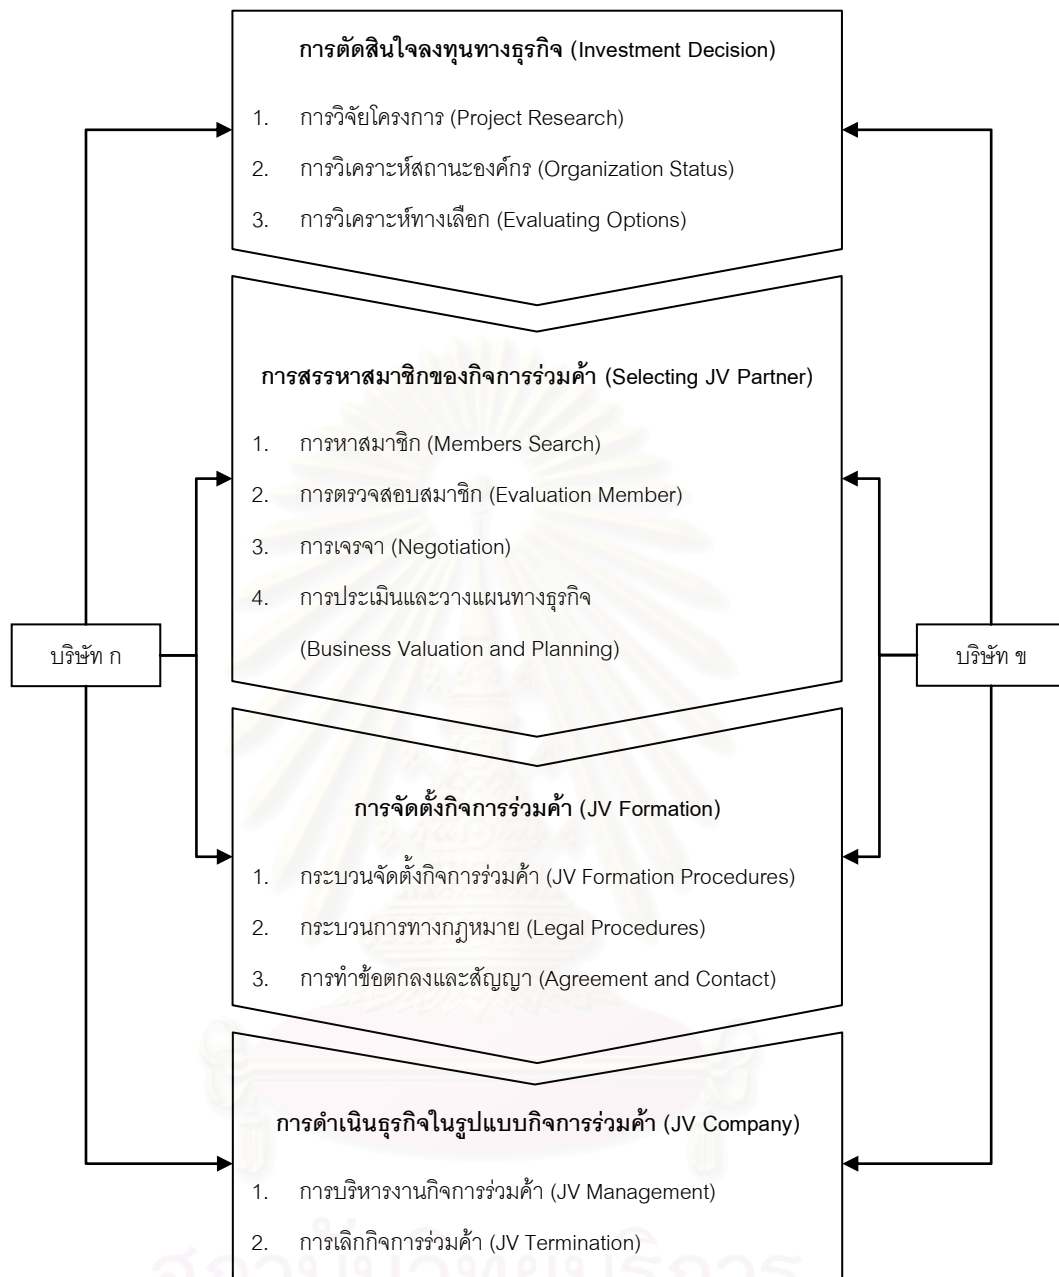 การตัดสินใจลงทุนทางธุรกิจ (Investment Decision)
1. การวิจัยโครงการ (Project Research)
2. การวิเคราะห์สถานะองค์กร (Organization Status)
3. การวิเคราะห์ทางเลือก (Evaluating Options)
การสรรหาสมาชิกของกิจการร่วมค้า (Selecting JV Partner)
1. การหาสมาชิก (Members Search)
2. การตรวจสอบสมาชิก (Evaluation Member)
3. การเจรจา (Negotiation)
4. การประเมินและวางแผนทางธุรกิจ
(Business Valuation and Planning)
บริษัท ก
บริษัท ข
การจัดตั้งกิจการร่วมค้า (JV Formation)
1. กระบวนจัดตั้งกิจการร่วมค้า (JV Formation Procedures)
2. กระบวนการทางกฎหมาย (Legal Procedures)
3. การทำข้อตกลงและสัญญา (Agreement and Contact)
การดำเนินธุรกิจในรูปแบบกิจการร่วมค้า (JV Company)
1. การบริหารงานกิจการร่วมค้า (JV Management)
2. การเลิกกิจการร่วมค้า (JV Termination)
สถาบันวิทยบริการ